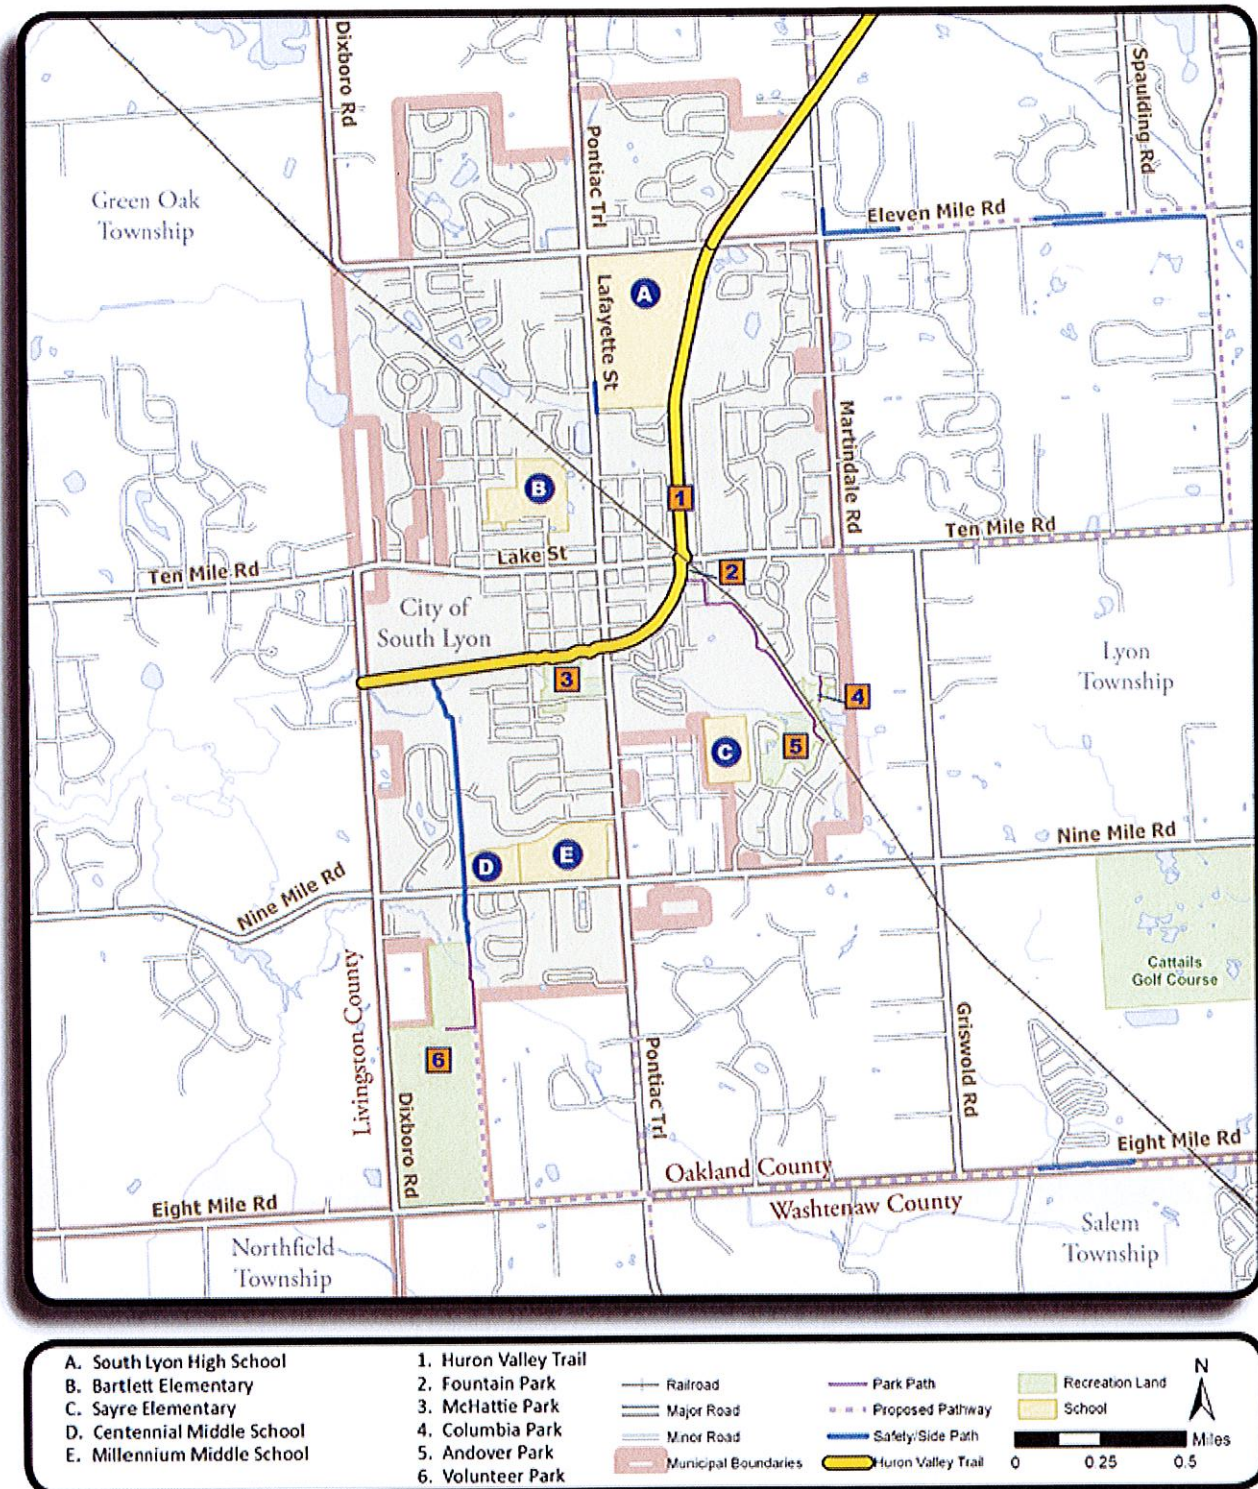 Dixboro Rd
Spaulding Rd
Pontiac Trl
Green Oak
Township
Eleven Mile Rd
A
Lafayette St
Martindale Rd
B
1
Ten Mile Rd
Lake St
Ten Mile Rd
2
City of
South Lyon
Lyon
Township
3
4
C
5
Nine Mile Rd
D
E
Nine Mile Rd
Cattails
Golf Course
Livingston County
Griswold Rd
6
Pontiac Trl
Dixboro Rd
Eight Mile Rd
Oakland County
Eight Mile Rd
Washtenaw County
Northfield
Township
Salem
Township
A. South Lyon High School
B. Bartlett Elementary
C. Sayre Elementary
D. Centennial Middle School
E. Millennium Middle School
1. Huron Valley Trail
2. Fountain Park
3. McHattie Park
4. Columbia Park
5. Andover Park
6. Volunteer Park
Railroad
Major Road
Minor Road
Municipal Boundaries
Park Path
Proposed Pathway
Safety/Side Path
Huron Valley Trail
Recreation Land
School
N
Miles
0 0.25 0.5